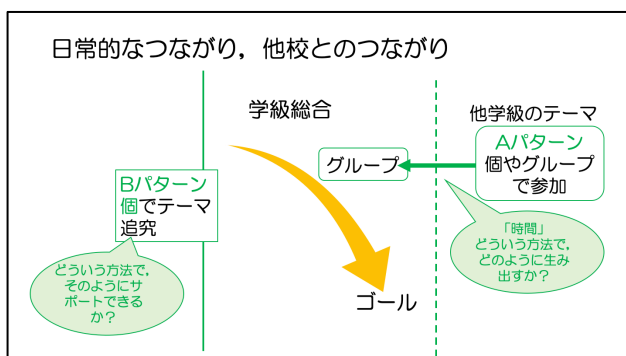 日常的なつながり，他校とのつながり
学級総合
他学級のテーマ
Aパターン
個やグループ
で参加
グループ
Bパターン
個でテーマ
追究
「時間」
どういう方法で，
どのように生み
出すか？
どういう方法で，
そのようにサ
ポートできる
か？
ゴール